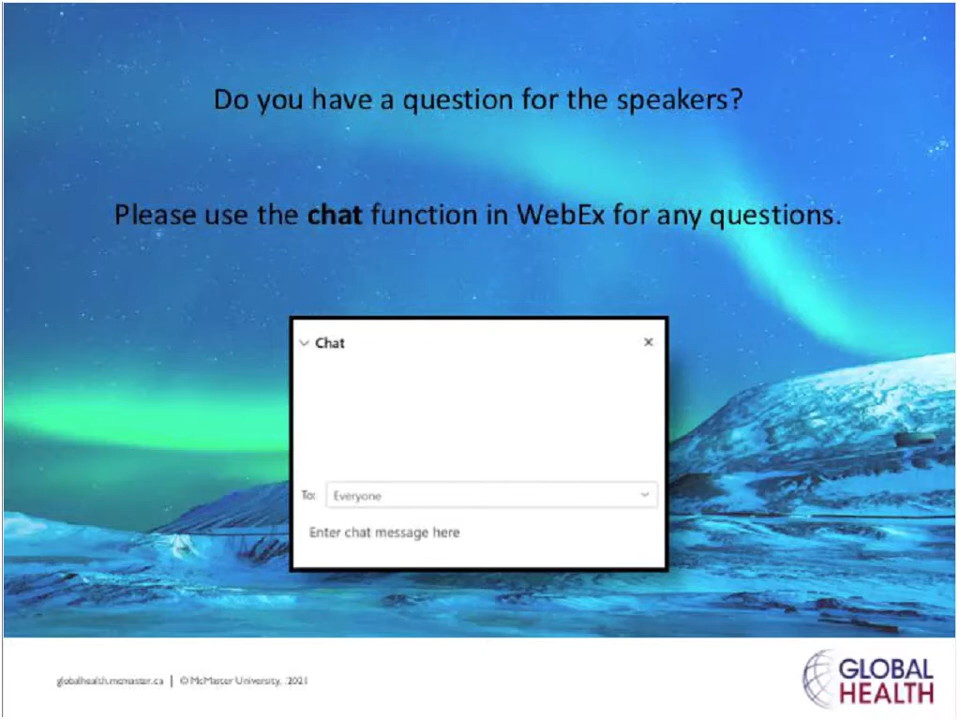 Do you have a question for the speakers?
Please use the chat function in WebEx for any questions.
Chat
To: Everyone
Enter chat message here
globalhealth.mcmaster.ca | © McMaster University, 2021
GLOBAL
HEALTH